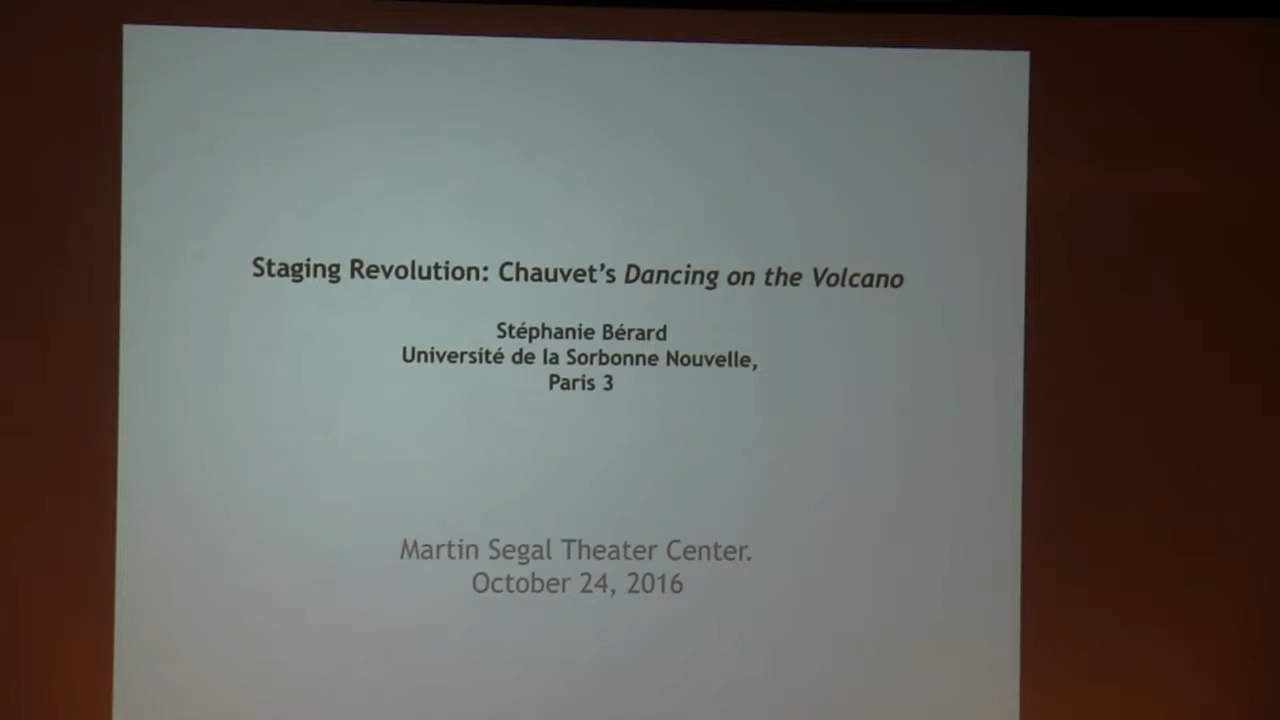 Staging Revolution: Chauvet's Dancing on the Volcano
Stéphanie Bérard
Université de la Sorbonne Nouvelle,
Paris 3
Martin Segal Theater Center.
October 24, 2016